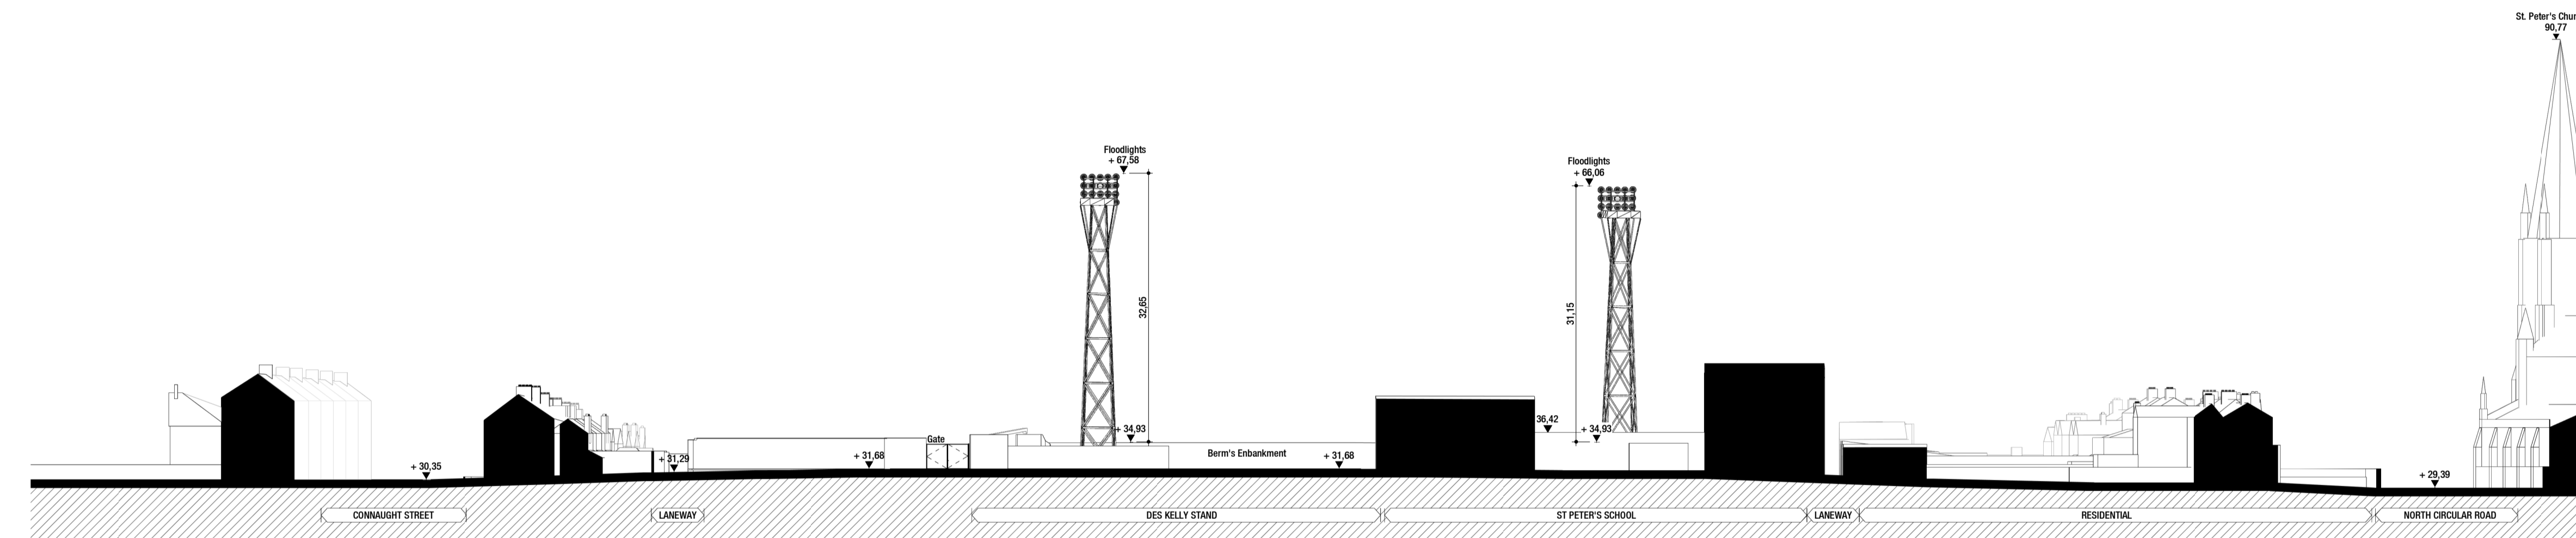 St. Peter's Chur
90,77
Floodlights
+ 67,58
Floodlights
+ 66,06
32,65
31,15
36,42
+ 34,93
+ 34,93
Gate
Berm's Enbankment
+ 30,35
+ 31,29
+ 31,68
+ 31,68
+ 29,39
CONNAUGHT STREET
LANEWAY
DES KELLY STAND
ST PETER'S SCHOOL
LANEWAY
RESIDENTIAL
NORTH CIRCULAR ROAD